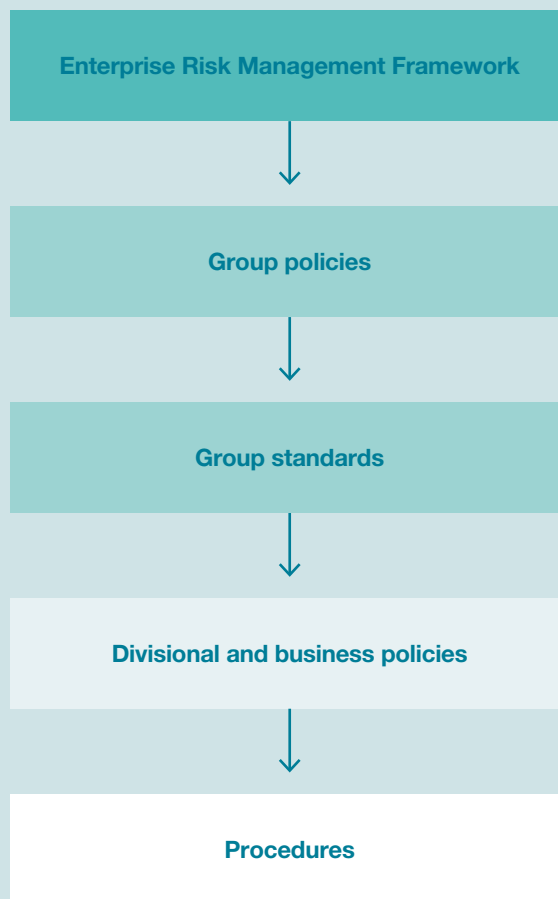 Enterprise Risk Management Framework
Group policies
Group standards
Divisional and business policies
Procedures